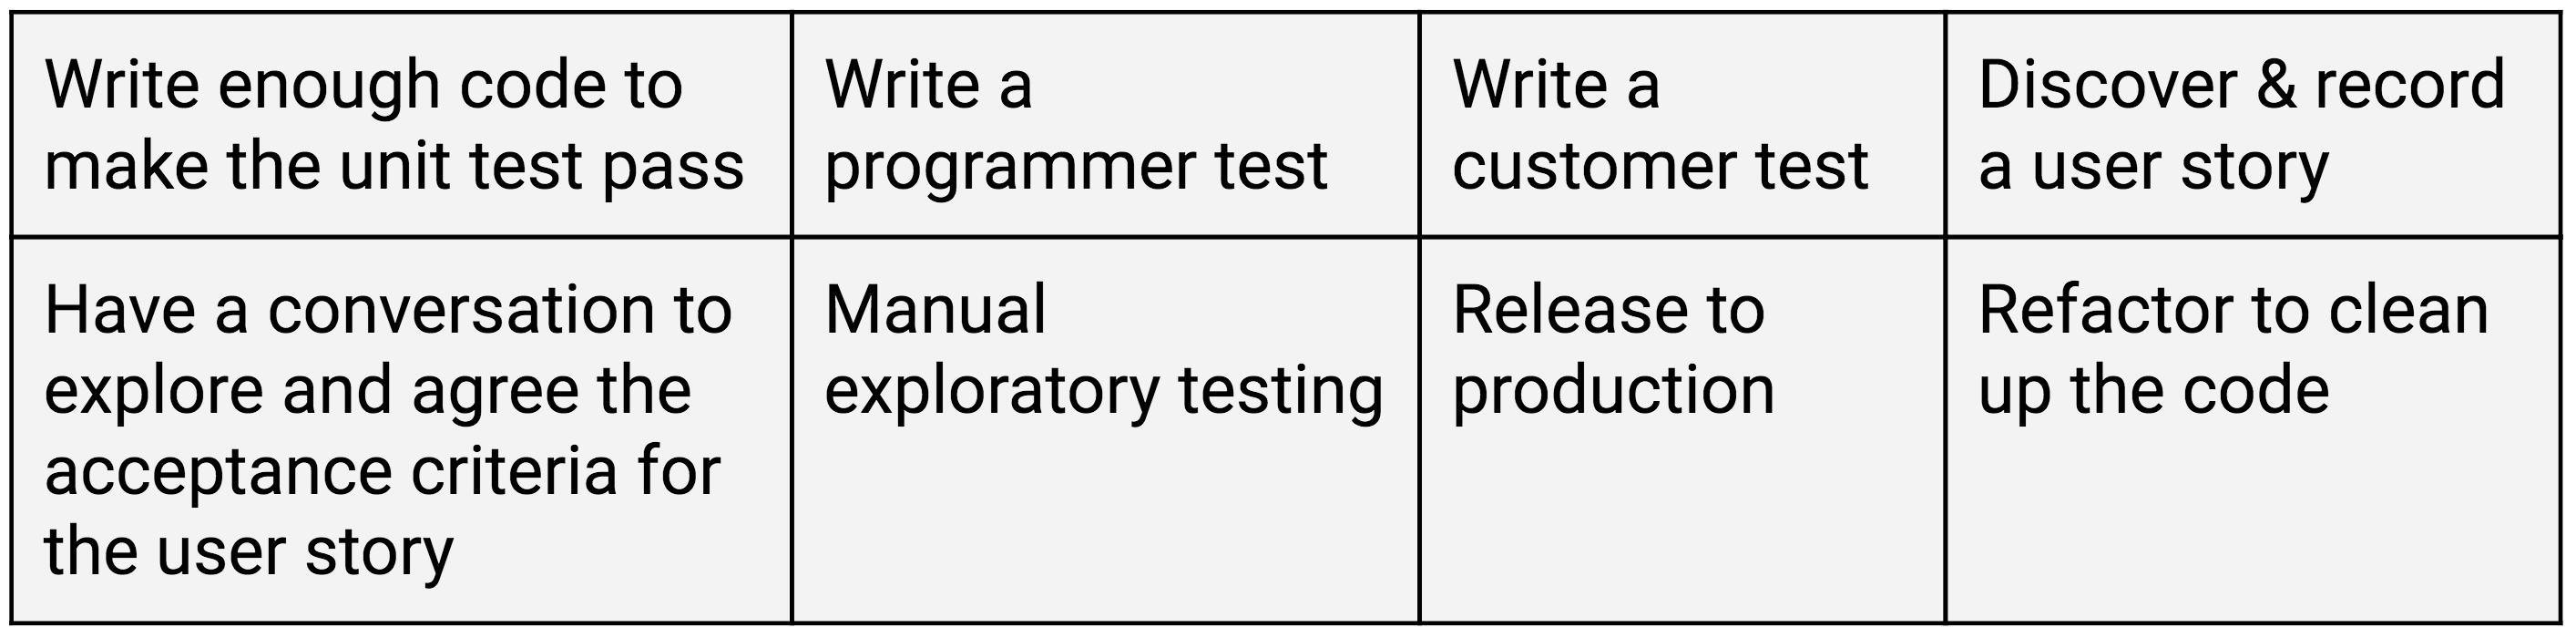 Write enough code to
make the unit test pass
Write a
programmer test
Write a
customer test
Discover & record
a user story
Have a conversation to
explore and agree the
acceptance criteria for
the user story
Manual
exploratory testing
Release to
production
Refactor to clean
up the code